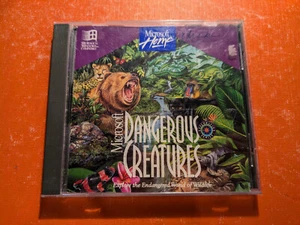 Microsoft
Home
Microsoft
DANGEROUS
CREATURES
Explore the Endangered World of Wildlife